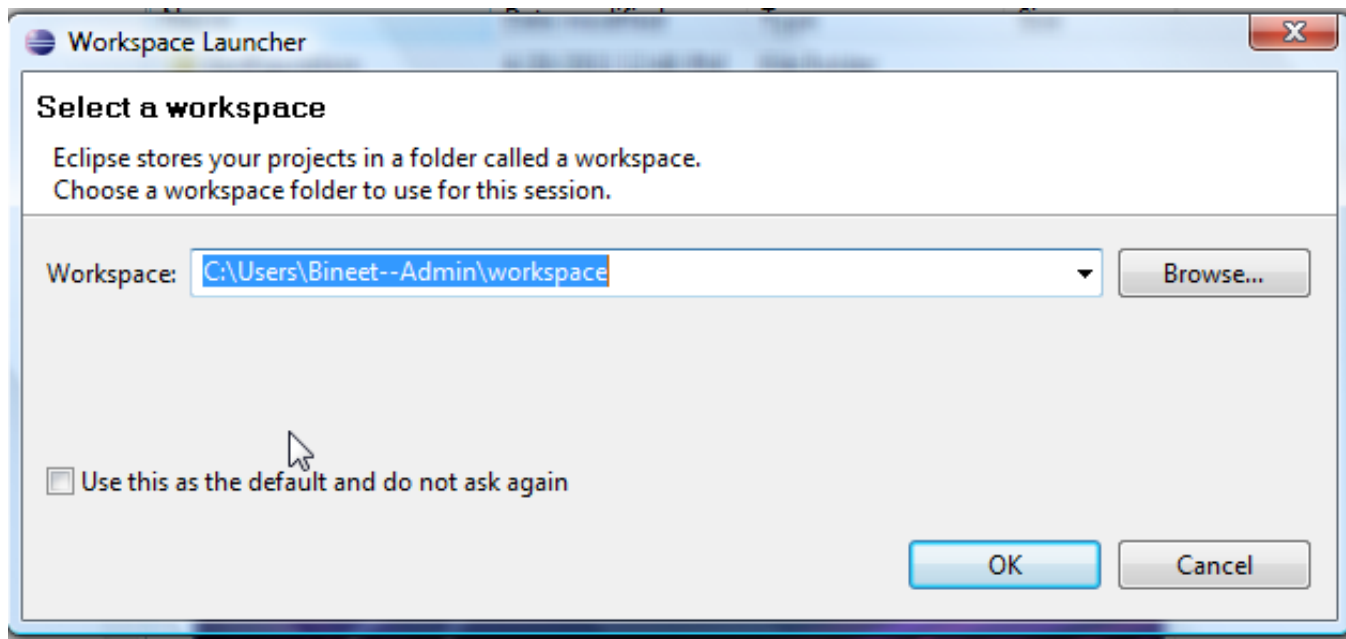 Workspace Launcher
Select a workspace
Eclipse stores your projects in a folder called a workspace.
Choose a workspace folder to use for this session.
Workspace: C:\Users\Bineet--Admin\workspace Browse...
Use this as the default and do not ask again
OK Cancel